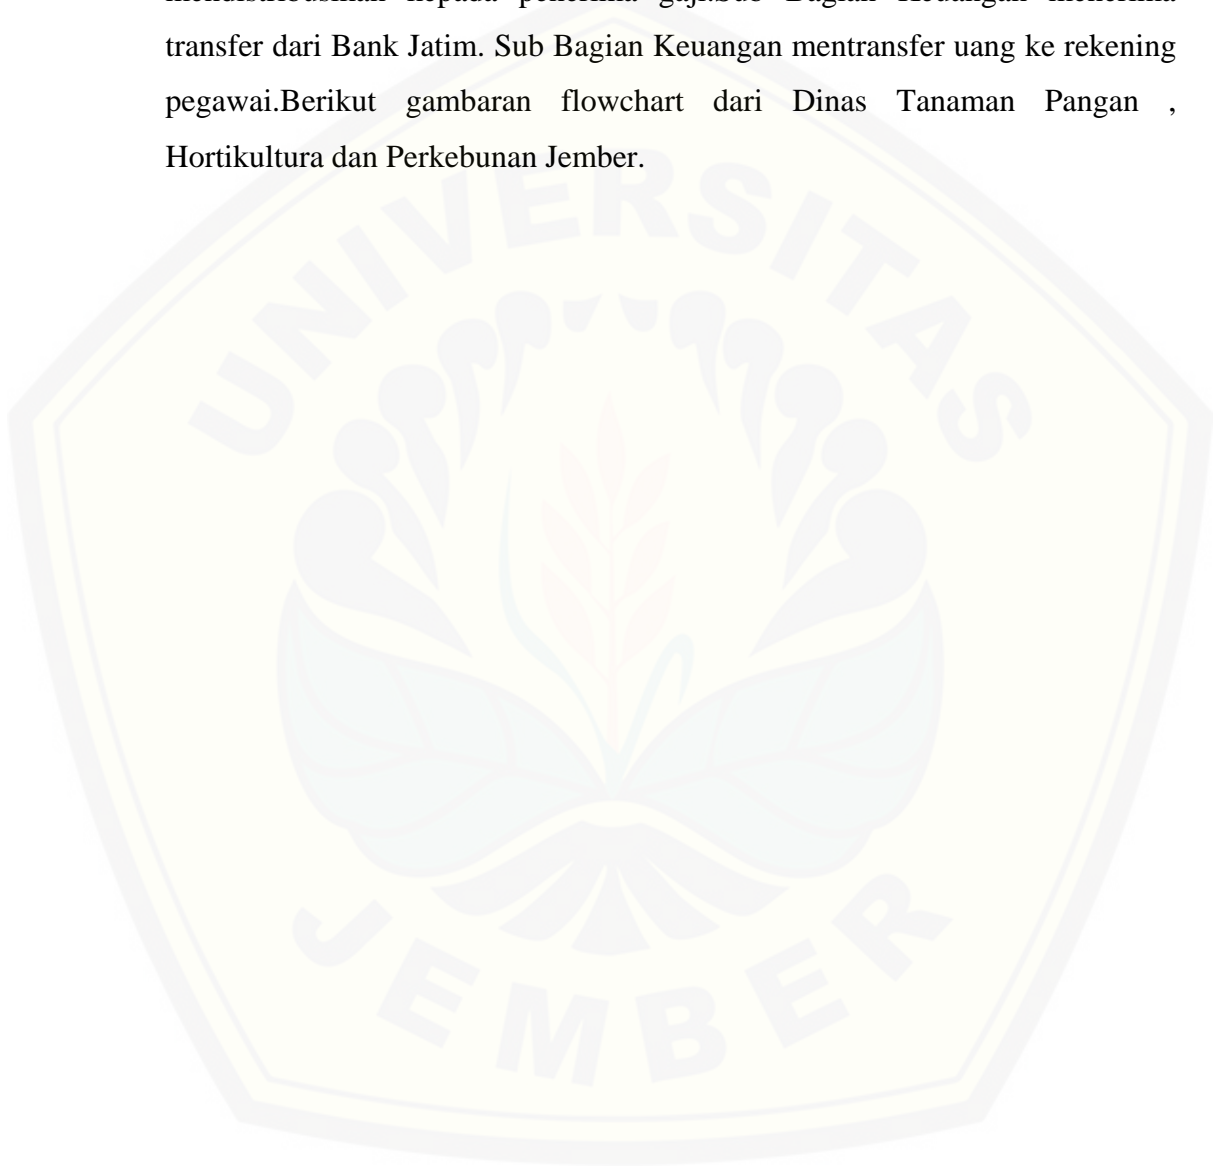 mendistribusikan kepada penerima gaji.Sub Bagian Keuangan menerima
transfer dari Bank Jatim. Sub Bagian Keuangan mentransfer uang ke rekening
pegawai.Berikut gambaran flowchart dari Dinas Tanaman Pangan ,
Hortikultura dan Perkebunan Jember.
UNIVERSITAS
JEMBER